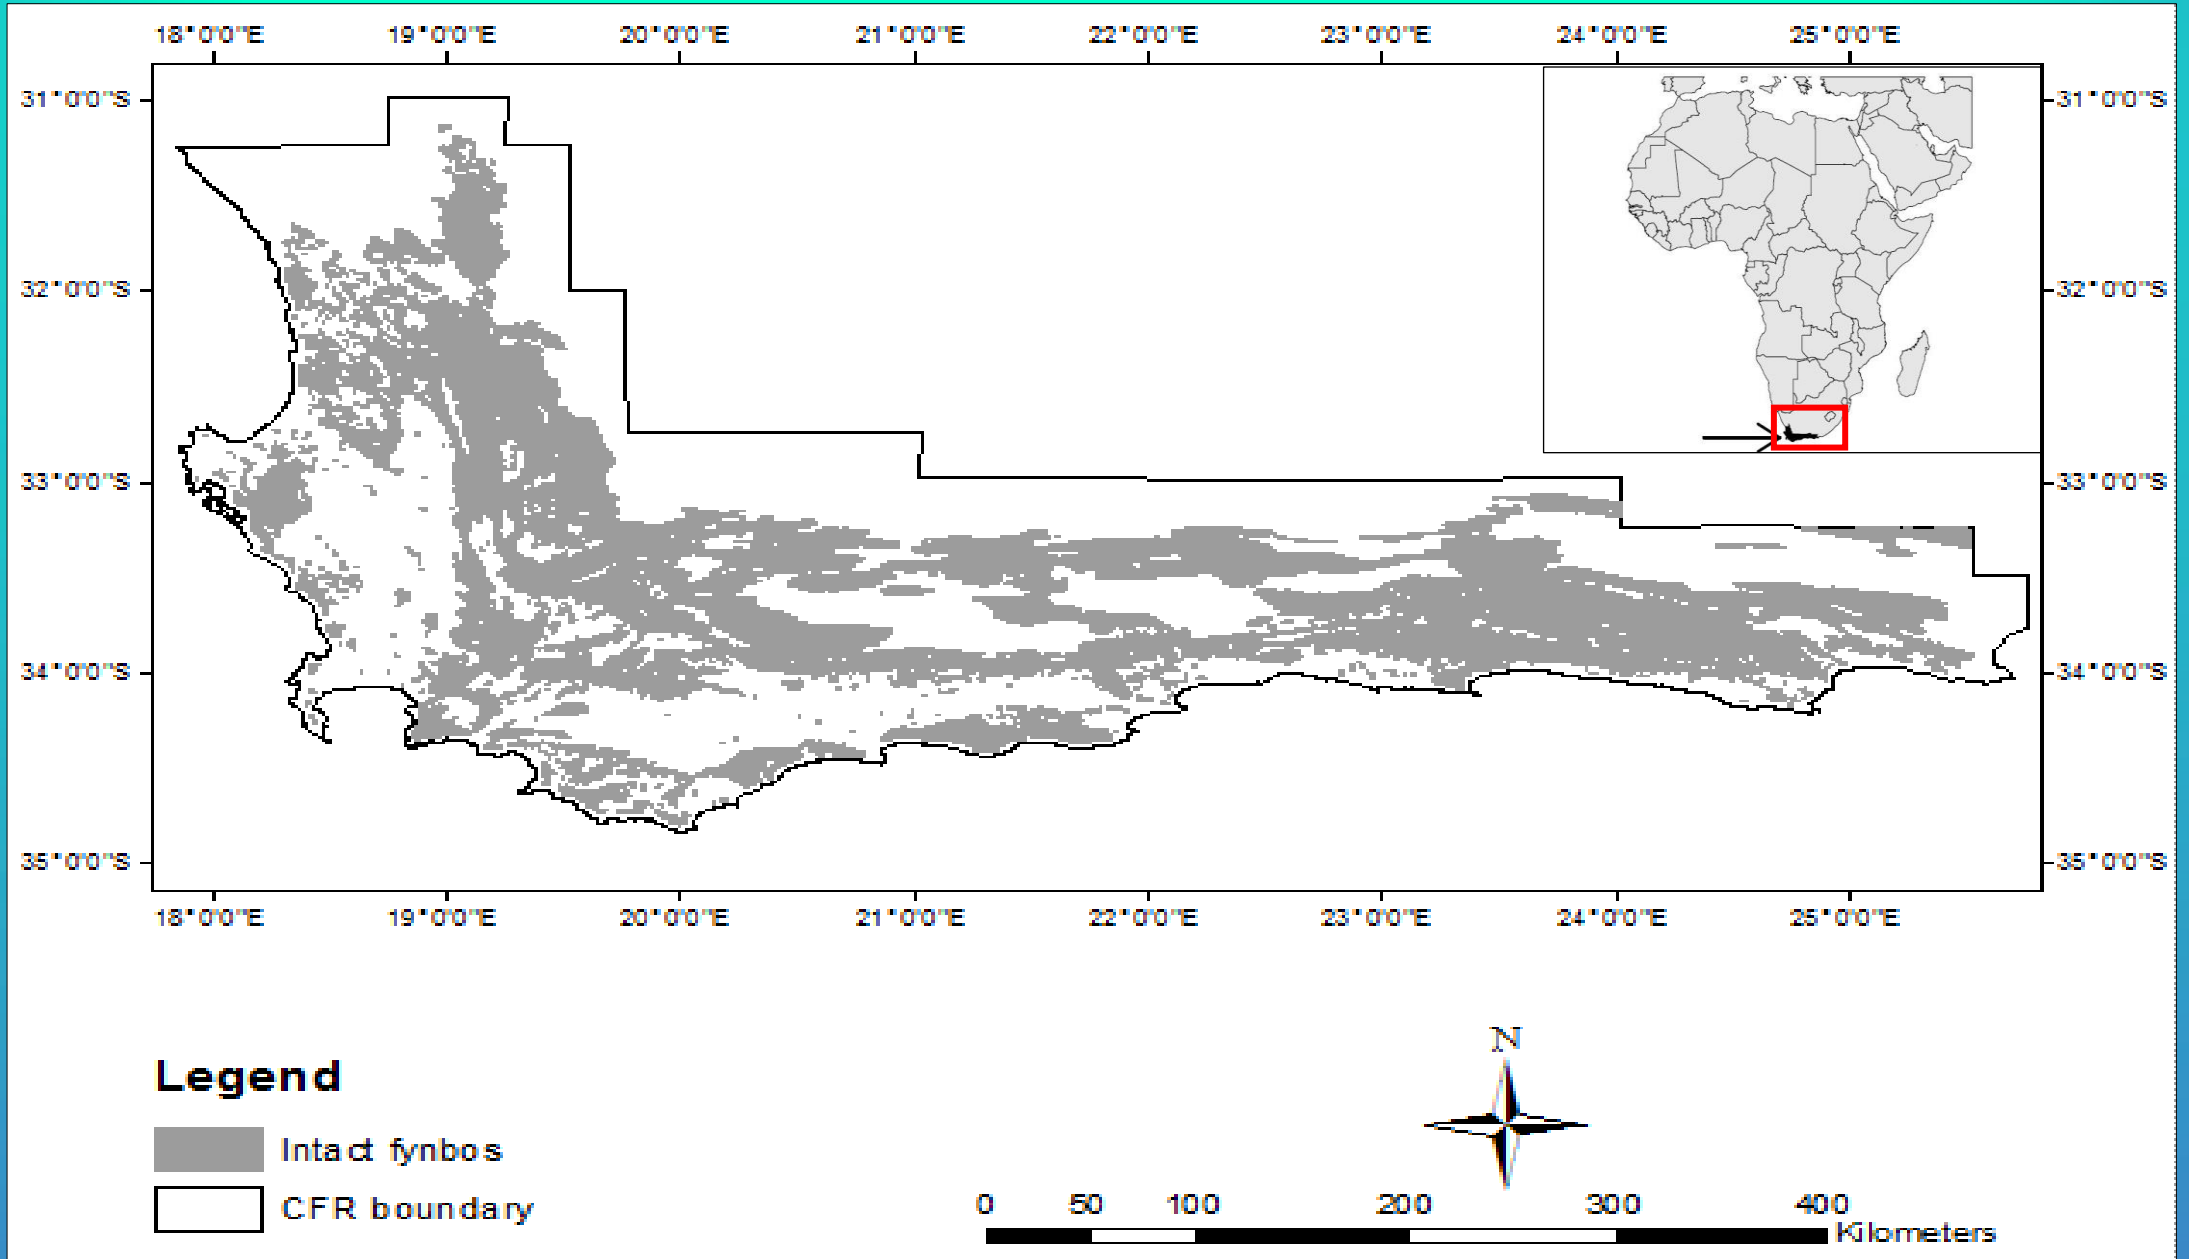 18°0'0"E 19°0'0"E 20°0'0"E 21°0'0"E 22°0'0"E 23°0'0"E 24°0'0"E 25°0'0"E
31°0'0"S 31°0'0"S
32°0'0"S 32°0'0"S
33°0'0"S 33°0'0"S
34°0'0"S 34°0'0"S
35°0'0"S 35°0'0"S
18°0'0"E 19°0'0"E 20°0'0"E 21°0'0"E 22°0'0"E 23°0'0"E 24°0'0"E 25°0'0"E
N
Legend
Intact fynbos
CFR boundary
0 50 100 200 300 400
Kilometers